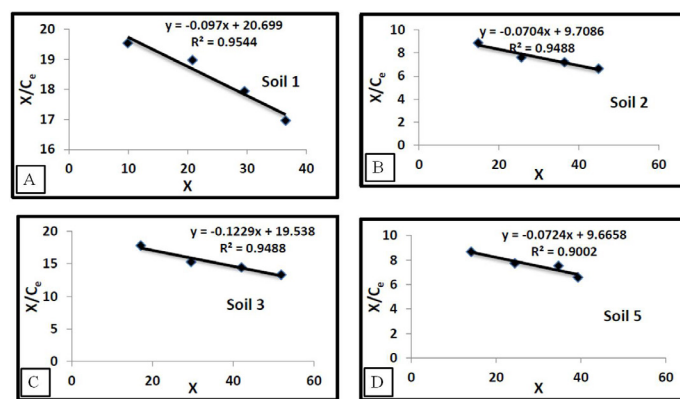 y = -0.097x + 20.699
R² = 0.9544
Soil 1
X/Ce
20
19
18
17
16
0 10 20 30 40
X
A
y = -0.0704x + 9.7086
R² = 0.9488
Soil 2
X/Ce
10
8
6
4
2
0
0 20 40 60
X
B
y = -0.1229x + 19.538
R² = 0.9488
Soil 3
X/Ce
20
15
10
5
0
0 20 40 60
X
C
y = -0.0724x + 9.6658
R² = 0.9002
Soil 5
X/Ce
10
8
6
4
2
0
0 20 40 60
X
D